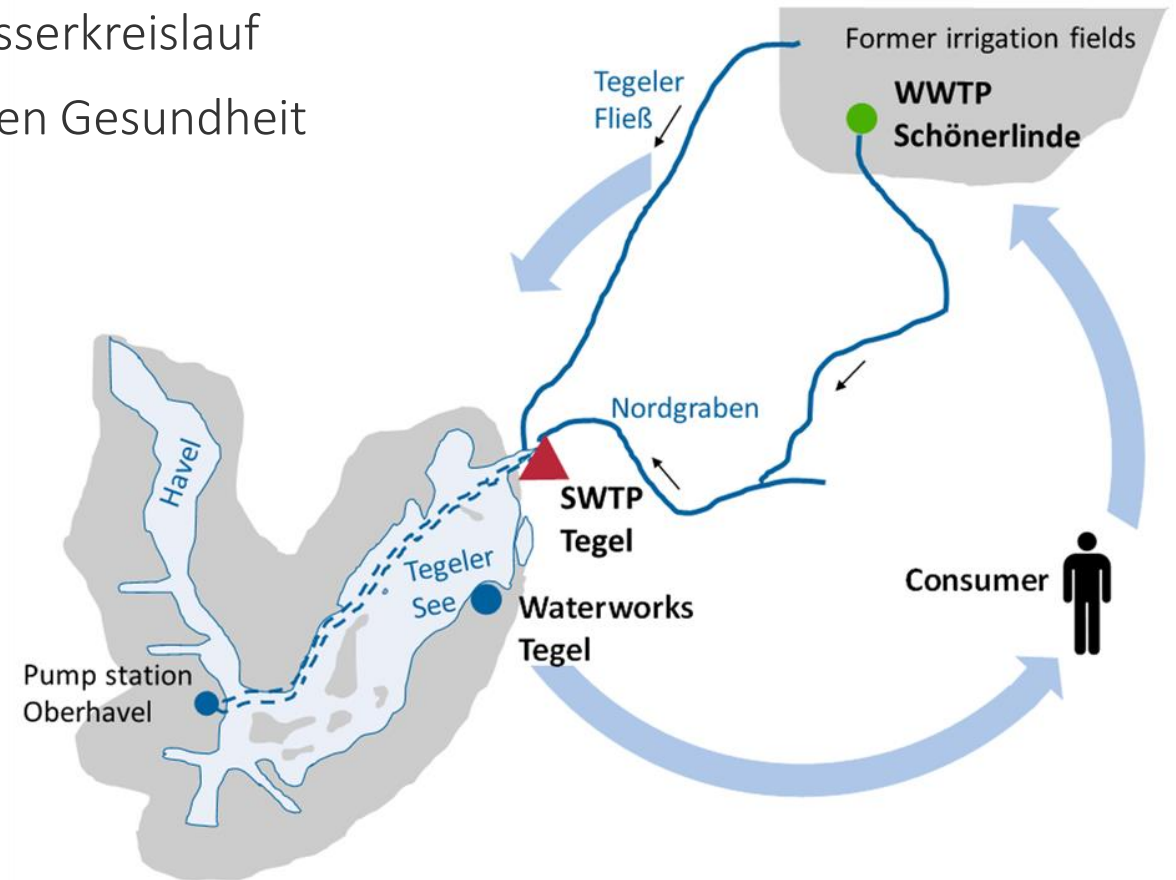 sserkreislauf
en Gesundheit
Former irrigation fields
WWTP
Schönerlinde
Tegeler
Fließ
Nordgraben
Havel
SWTP
Tegel
Tegeler
See
Waterworks
Tegel
Consumer
Pump station
Oberhavel